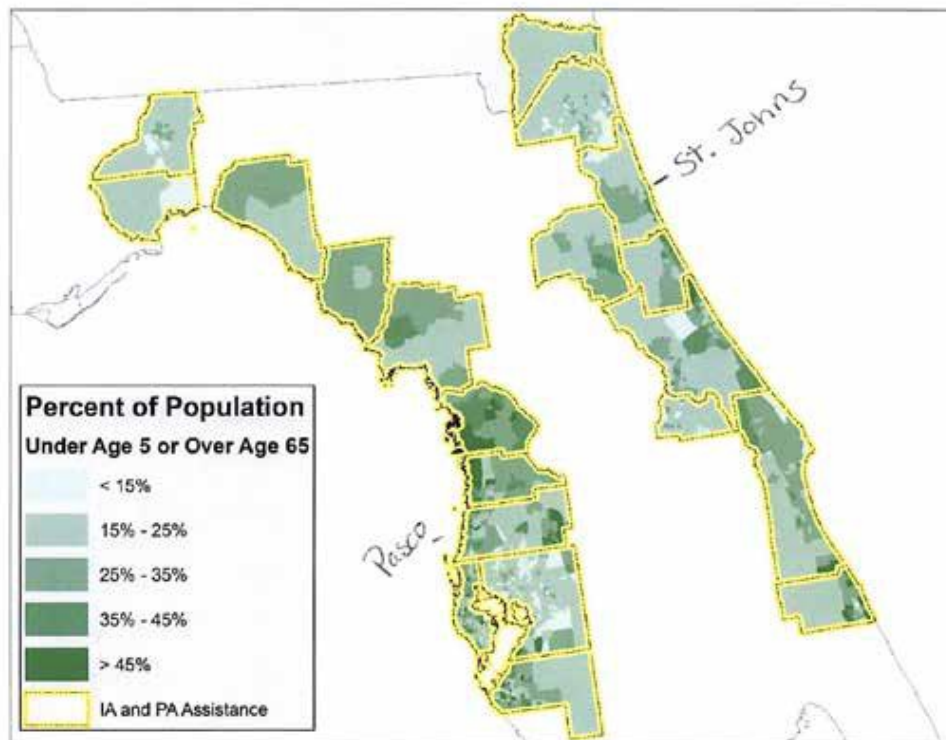 St. Johns
Percent of Population
Under Age 5 or Over Age 65
< 15%
15% - 25%
25% - 35%
35% - 45%
> 45%
IA and PA Assistance
Pasco